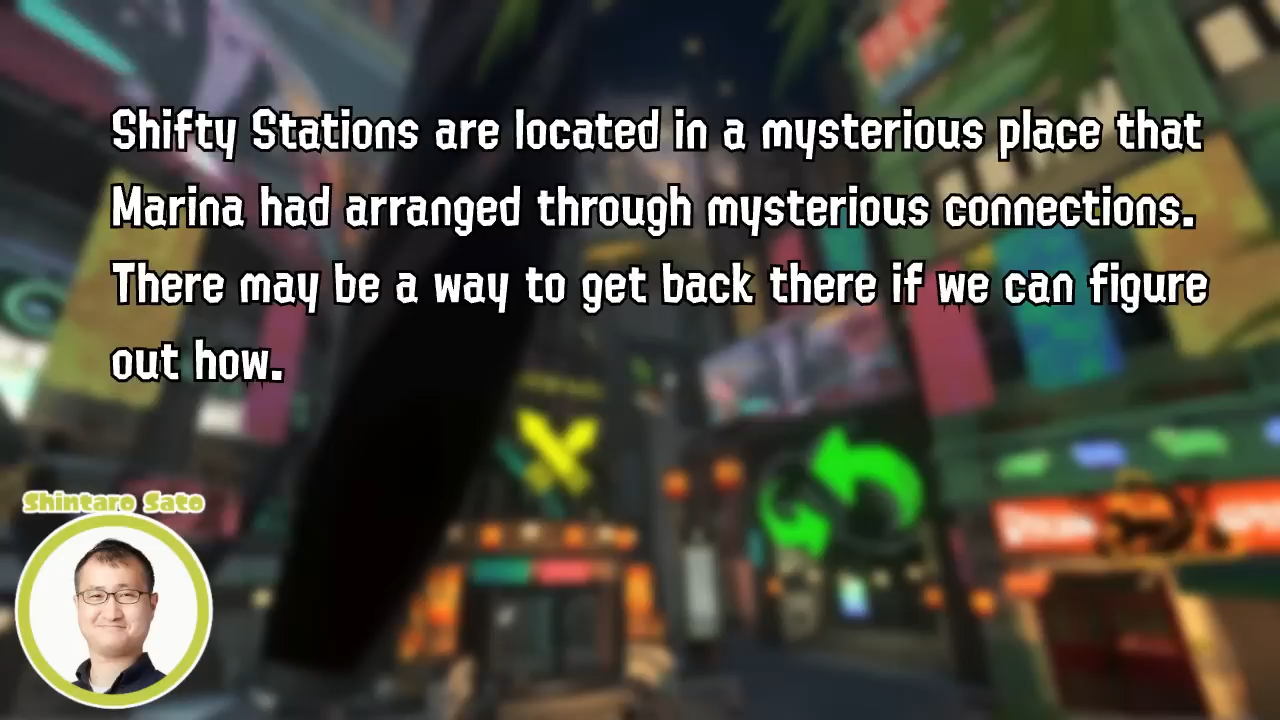 Shifty Stations are located in a mysterious place that
Marina had arranged through mysterious connections.
There may be a way to get back there if we can figure
out how.
Shintaro Sato